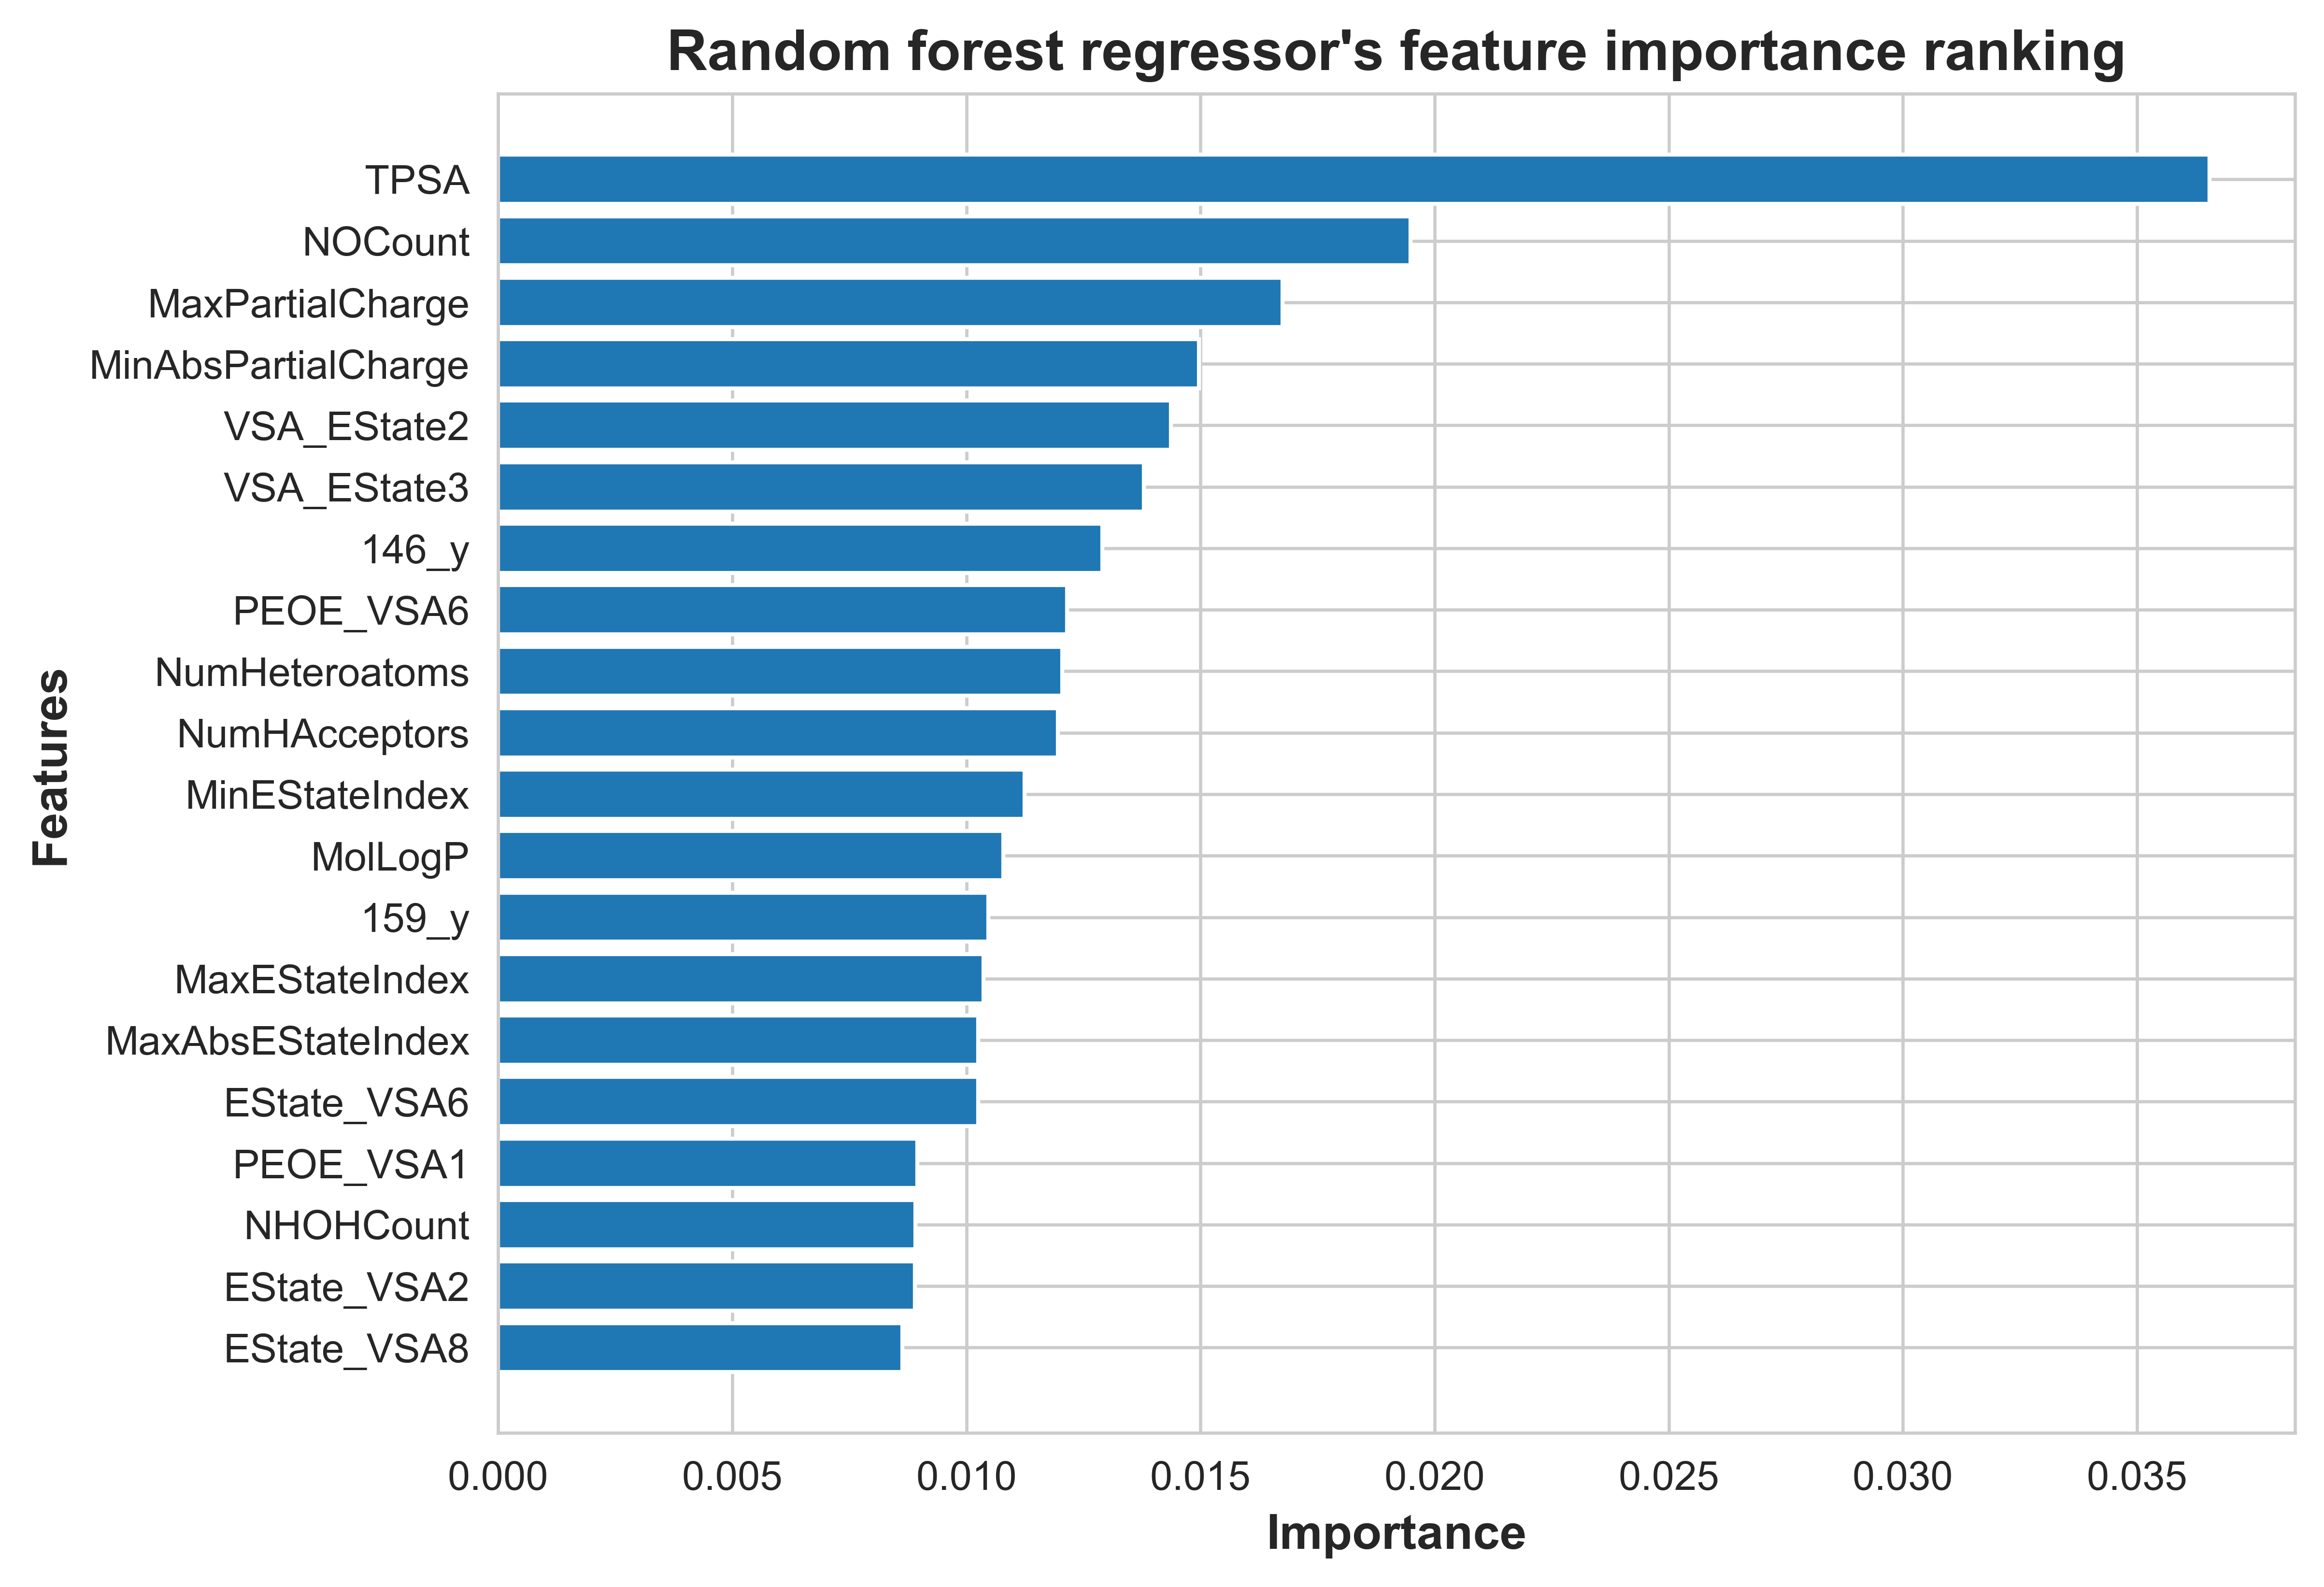 Random forest regressor's feature importance ranking
TPSA
NOCount
MaxPartialCharge
MinAbsPartialCharge
VSA_EState2
VSA_EState3
146_y
PEOE_VSA6
NumHeteroatoms
NumHAcceptors
MinEStateIndex
MolLogP
159_y
MaxEStateIndex
MaxAbsEStateIndex
EState_VSA6
PEOE_VSA1
NHOHCount
EState_VSA2
EState_VSA8
Features
0.000 0.005 0.010 0.015 0.020 0.025 0.030 0.035
Importance